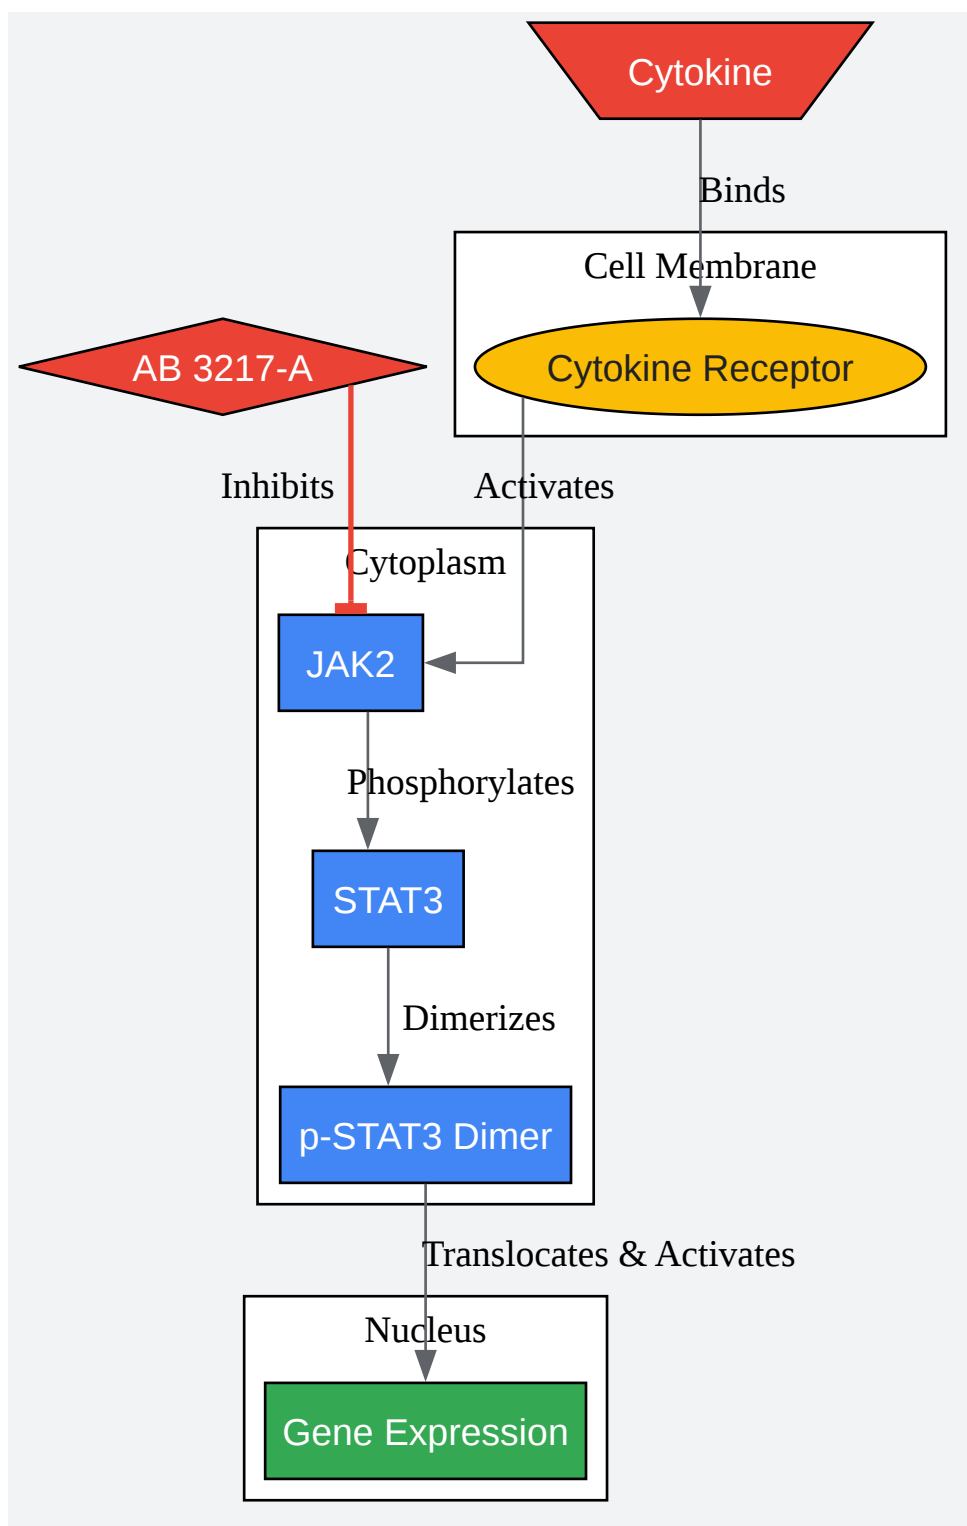 Cytokine
Binds
Cell Membrane
AB 3217-A
Cytokine Receptor
Inhibits
Activates
Cytoplasm
JAK2
Phosphorylates
STAT3
Dimerizes
p-STAT3 Dimer
Translocates & Activates
Nucleus
Gene Expression